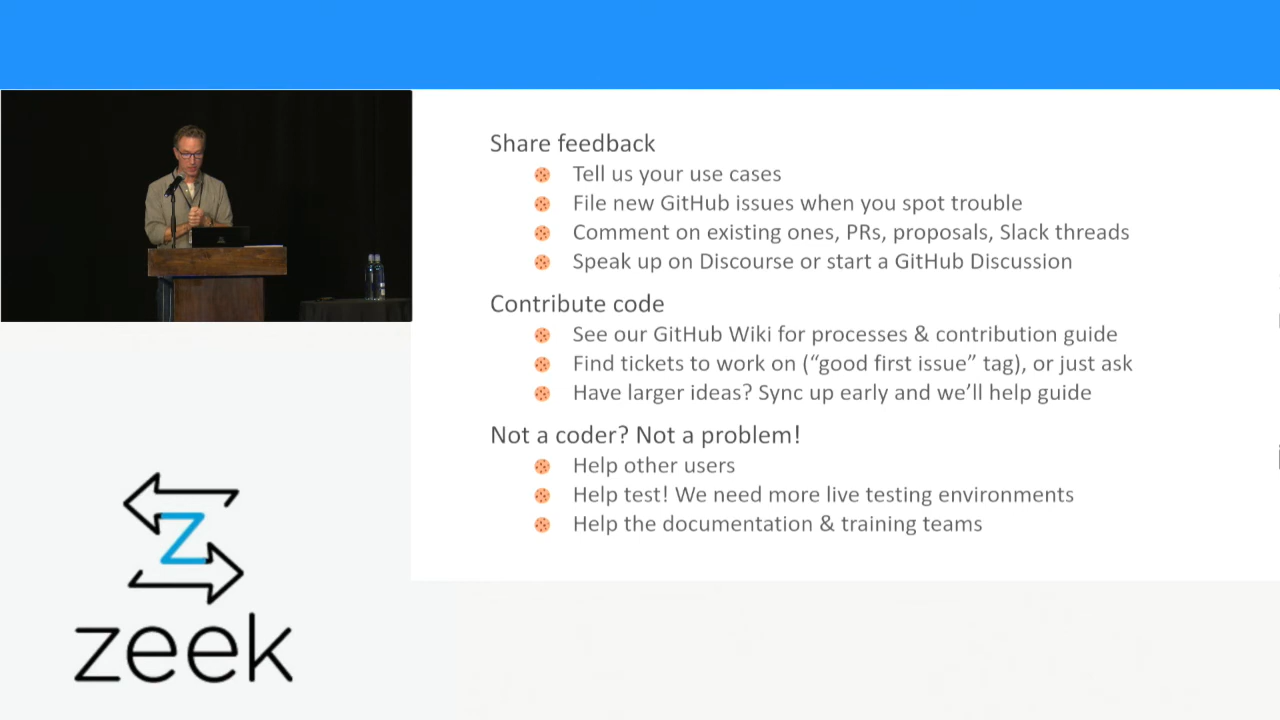 Share feedback
Tell us your use cases
File new GitHub issues when you spot trouble
Comment on existing ones, PRs, proposals, Slack threads
Speak up on Discourse or start a GitHub Discussion
Contribute code
See our GitHub Wiki for processes & contribution guide
Find tickets to work on (“good first issue” tag), or just ask
Have larger ideas? Sync up early and we’ll help guide
Not a coder? Not a problem!
Help other users
Help test! We need more live testing environments
Help the documentation & training teams
z
zeek